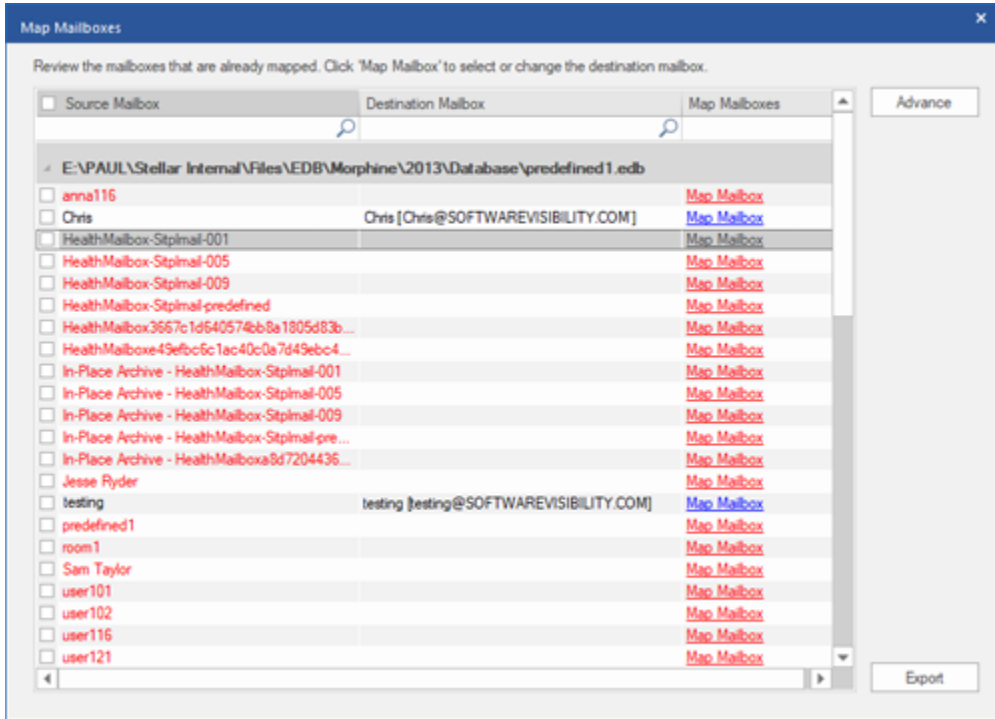 Map Mailboxes
Review the mailboxes that are already mapped. Click 'Map Mailbox' to select or change the destination mailbox.
Source Mailbox Destination Mailbox Map Mailboxes Advance
E:\PAUL\Stellar Internal\Files\EDB\Morphine\2013\Database\predefined1.edb
anna116 Map Mailbox
Chris Chris [Chris@SOFTWAREVISIBILITY.COM] Map Mailbox
HealthMailbox-Sitplmail-001 Map Mailbox
HealthMailbox-Sitplmail-005 Map Mailbox
HealthMailbox-Sitplmail-009 Map Mailbox
HealthMailbox-Sitplmail-predefined Map Mailbox
HealthMailbox3667c1d640574bb8a1805d83b... Map Mailbox
HealthMailboxe49efbc6c1ac40c0a7d49ebc4... Map Mailbox
In-Place Archive - HealthMailbox-Sitplmail-001 Map Mailbox
In-Place Archive - HealthMailbox-Sitplmail-005 Map Mailbox
In-Place Archive - HealthMailbox-Sitplmail-009 Map Mailbox
In-Place Archive - HealthMailbox-Sitplmail-pre... Map Mailbox
In-Place Archive - HealthMailboxa8d7204436... Map Mailbox
Jesse Ryder Map Mailbox
testing testing [testing@SOFTWAREVISIBILITY.COM] Map Mailbox
predefined1 Map Mailbox
room1 Map Mailbox
Sam Taylor Map Mailbox
user101 Map Mailbox
user102 Map Mailbox
user116 Map Mailbox
user121 Map Mailbox
Export